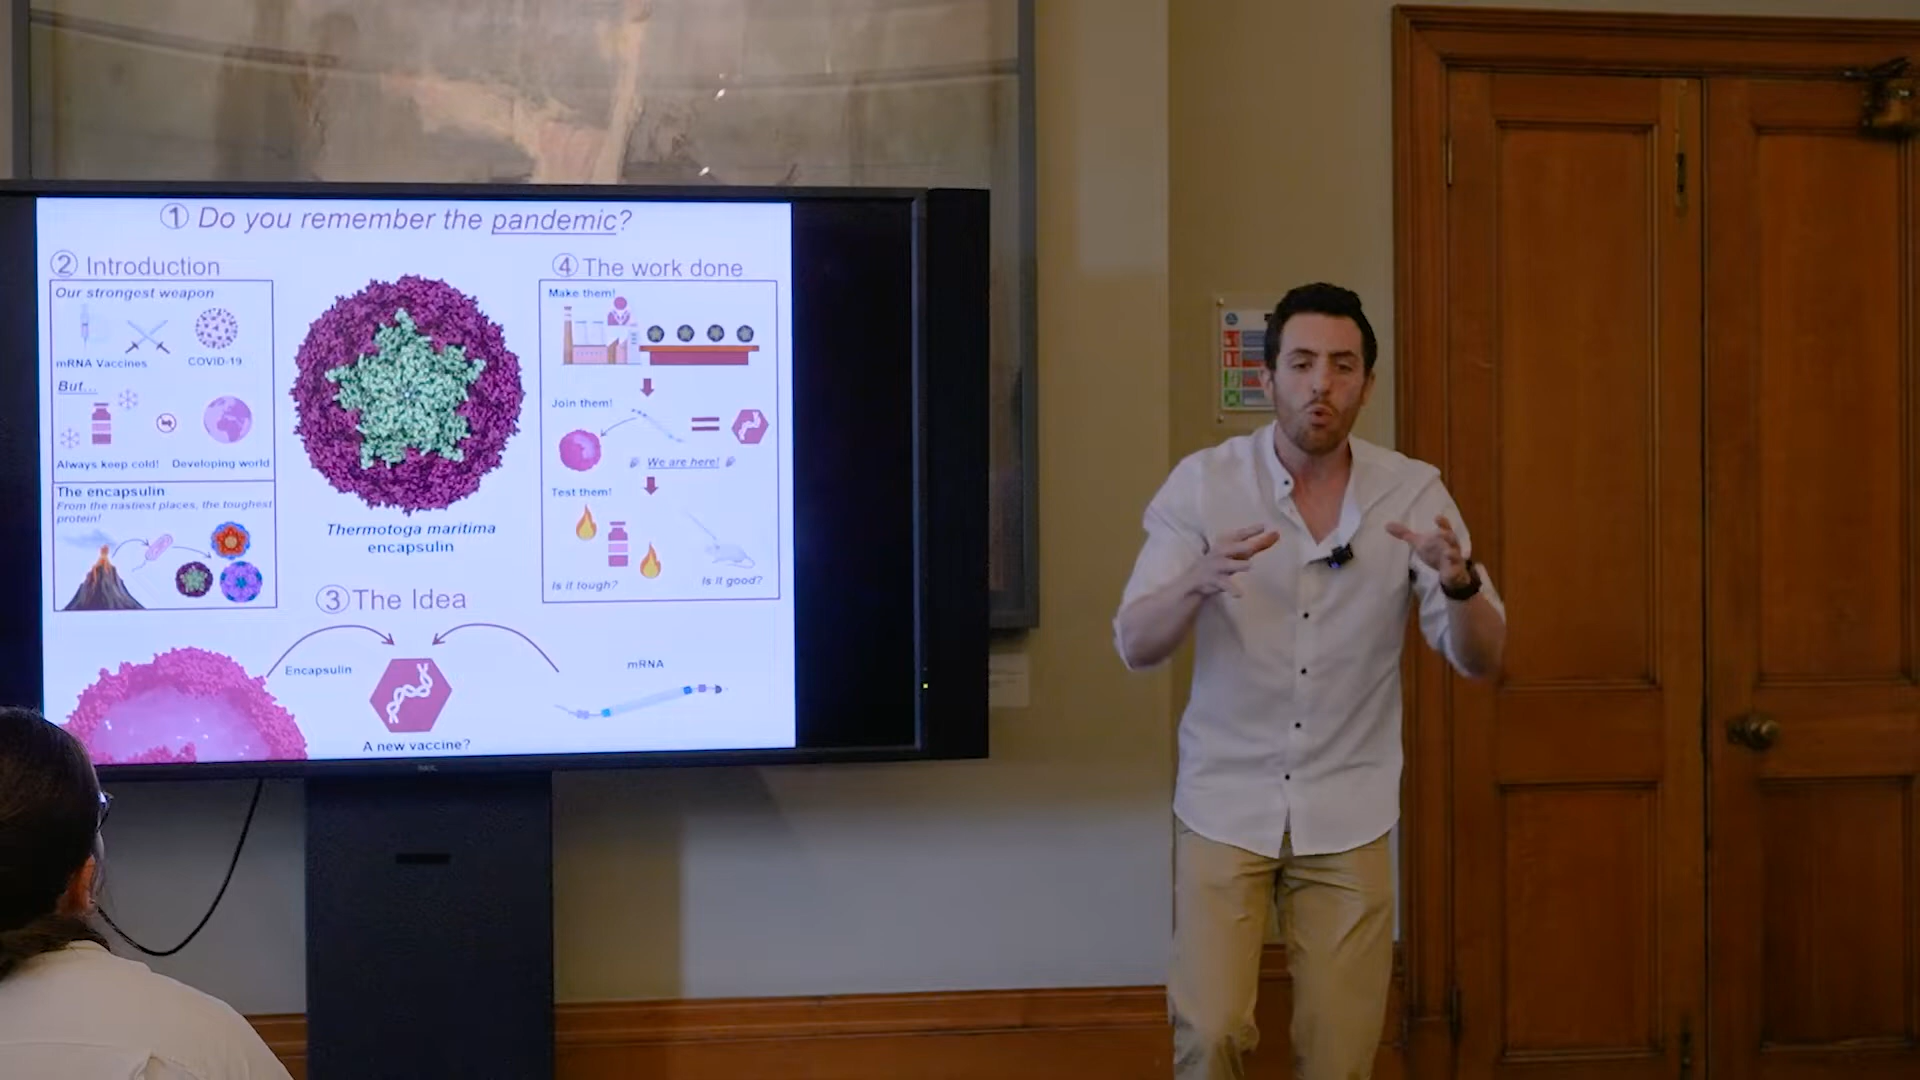 ① Do you remember the pandemic?
② Introduction
Our strongest weapon
mRNA Vaccines
COVID-19
But...
Always keep cold!
Developing world
The encapsulin
From the nastiest places, the toughest
protein!
Thermotoga maritima
encapsulin
③ The Idea
Encapsulin
mRNA
A new vaccine?
④ The work done
Make them!
Join them!
We are here!
Test them!
Is it tough?
Is it good?